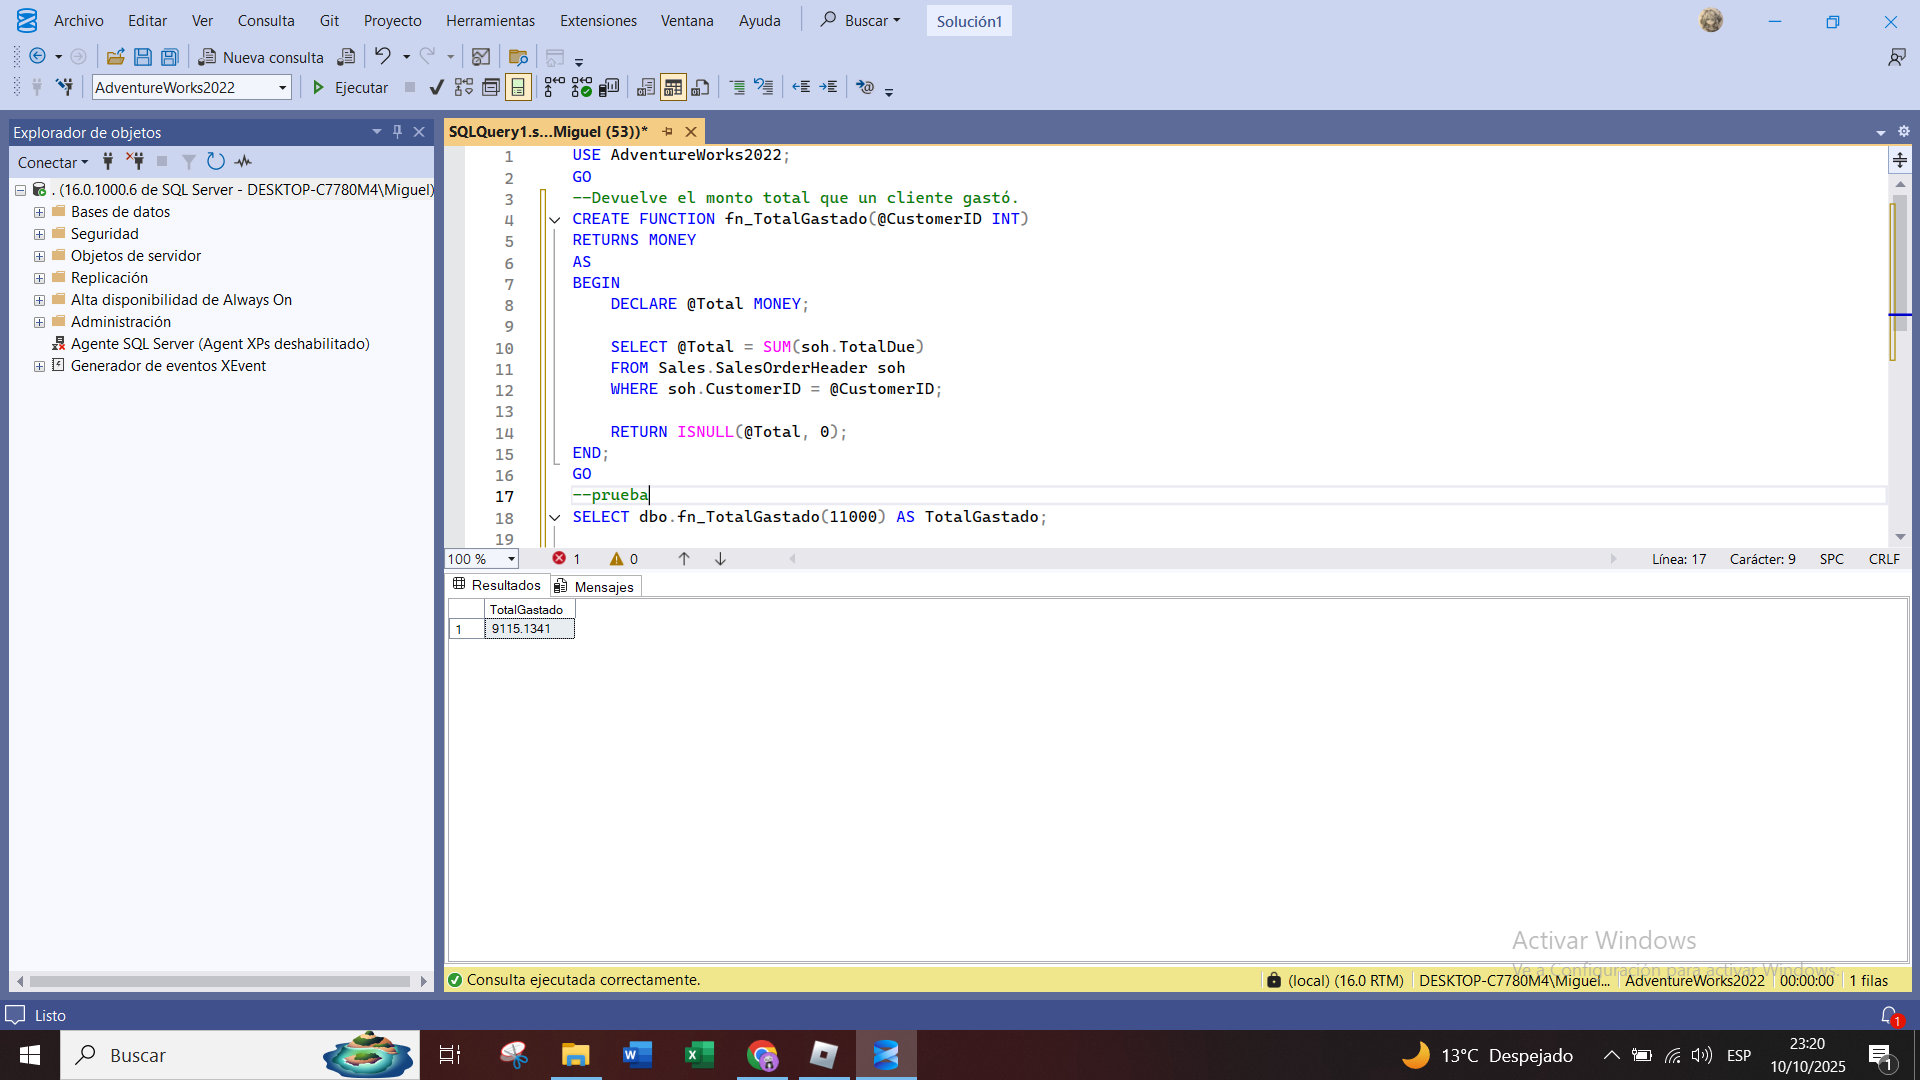 Archivo Editar Ver Consulta Git Proyecto Herramientas Extensiones Ventana Ayuda Buscar Solución1
Nueva consulta
AdventureWorks2022 Ejecutar
Explorador de objetos
Conectar
. (16.0.1000.6 de SQL Server - DESKTOP-C7780M4\Miguel)
Bases de datos
Seguridad
Objetos de servidor
Replicación
Alta disponibilidad de Always On
Administración
Agente SQL Server (Agent XPs deshabilitado)
Generador de eventos XEvent
SQLQuery1.s...Miguel (53))*
1 USE AdventureWorks2022;
2 GO
3 --Devuelve el monto total que un cliente gastó.
4 CREATE FUNCTION fn_TotalGastado(@CustomerID INT)
5 RETURNS MONEY
6 AS
7 BEGIN
8 DECLARE @Total MONEY;
9
10 SELECT @Total = SUM(soh.TotalDue)
11 FROM Sales.SalesOrderHeader soh
12 WHERE soh.CustomerID = @CustomerID;
13
14 RETURN ISNULL(@Total, 0);
15 END;
16 GO
17 --prueba
18 SELECT dbo.fn_TotalGastado(11000) AS TotalGastado;
19
100 % 1 0 Línea: 17 Carácter: 9 SPC CRLF
Resultados Mensajes
TotalGastado
1 9115.1341
Activar Windows
Ve a Configuración para activar Windows.
Consulta ejecutada correctamente. (local) (16.0 RTM) DESKTOP-C7780M4\Miguel... AdventureWorks2022 00:00:00 1 filas
Listo 1
Buscar 13°C Despejado ESP 23:20
10/10/2025 1